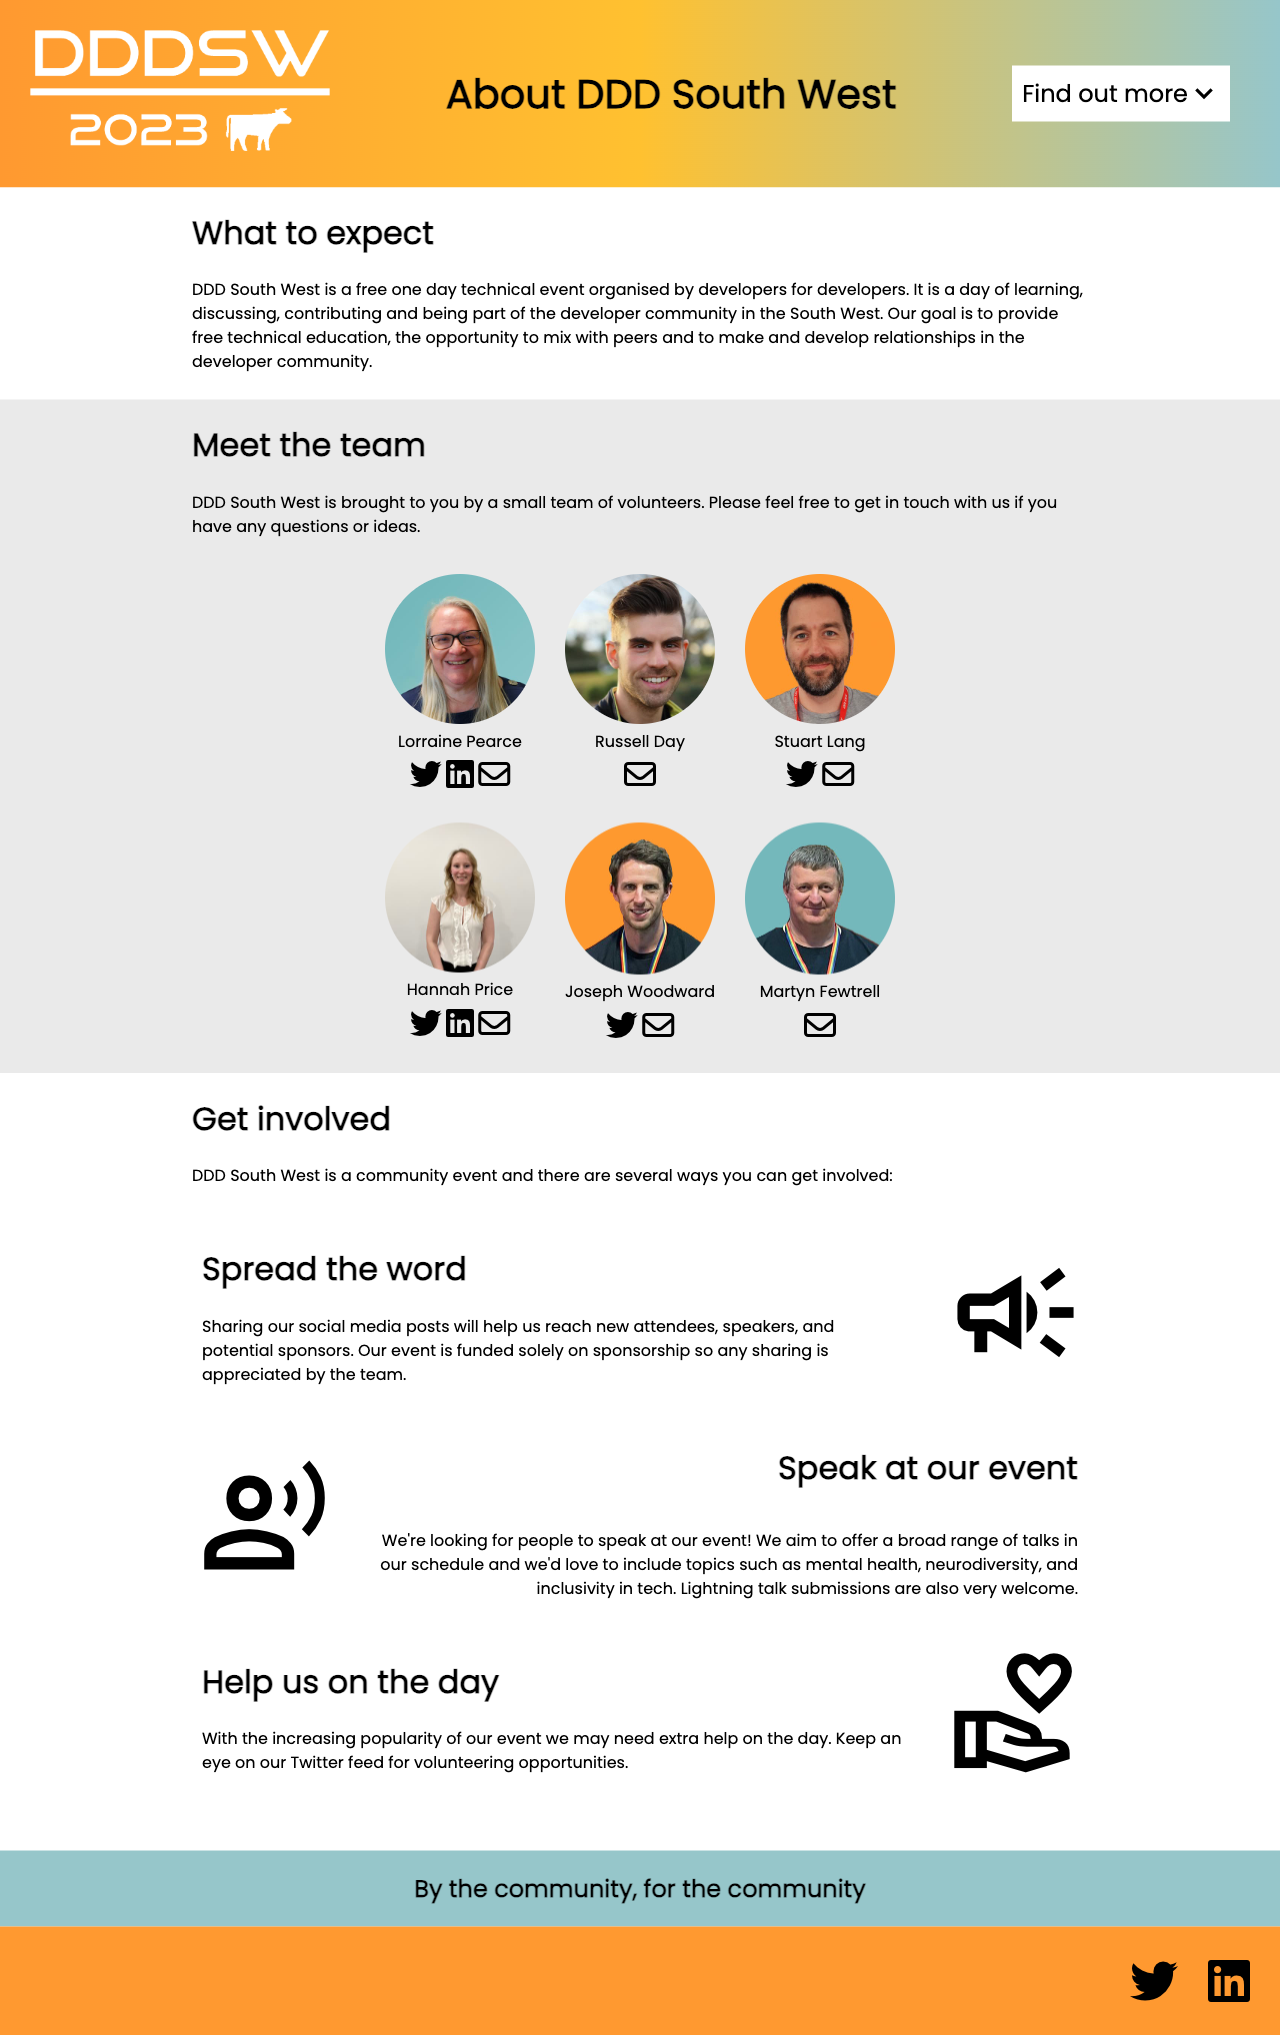 DDDSW
2023
About DDD South West
Find out more
What to expect
DDD South West is a free one day technical event organised by developers for developers. It is a day of learning,
discussing, contributing and being part of the developer community in the South West. Our goal is to provide
free technical education, the opportunity to mix with peers and to make and develop relationships in the
developer community.
Meet the team
DDD South West is brought to you by a small team of volunteers. Please feel free to get in touch with us if you
have any questions or ideas.
Lorraine Pearce
Russell Day
Stuart Lang
Hannah Price
Joseph Woodward
Martyn Fewtrell
Get involved
DDD South West is a community event and there are several ways you can get involved:
Spread the word
Sharing our social media posts will help us reach new attendees, speakers, and
potential sponsors. Our event is funded solely on sponsorship so any sharing is
appreciated by the team.
Speak at our event
We're looking for people to speak at our event! We aim to offer a broad range of talks in
our schedule and we'd love to include topics such as mental health, neurodiversity, and
inclusivity in tech. Lightning talk submissions are also very welcome.
Help us on the day
With the increasing popularity of our event we may need extra help on the day. Keep an
eye on our Twitter feed for volunteering opportunities.
By the community, for the community